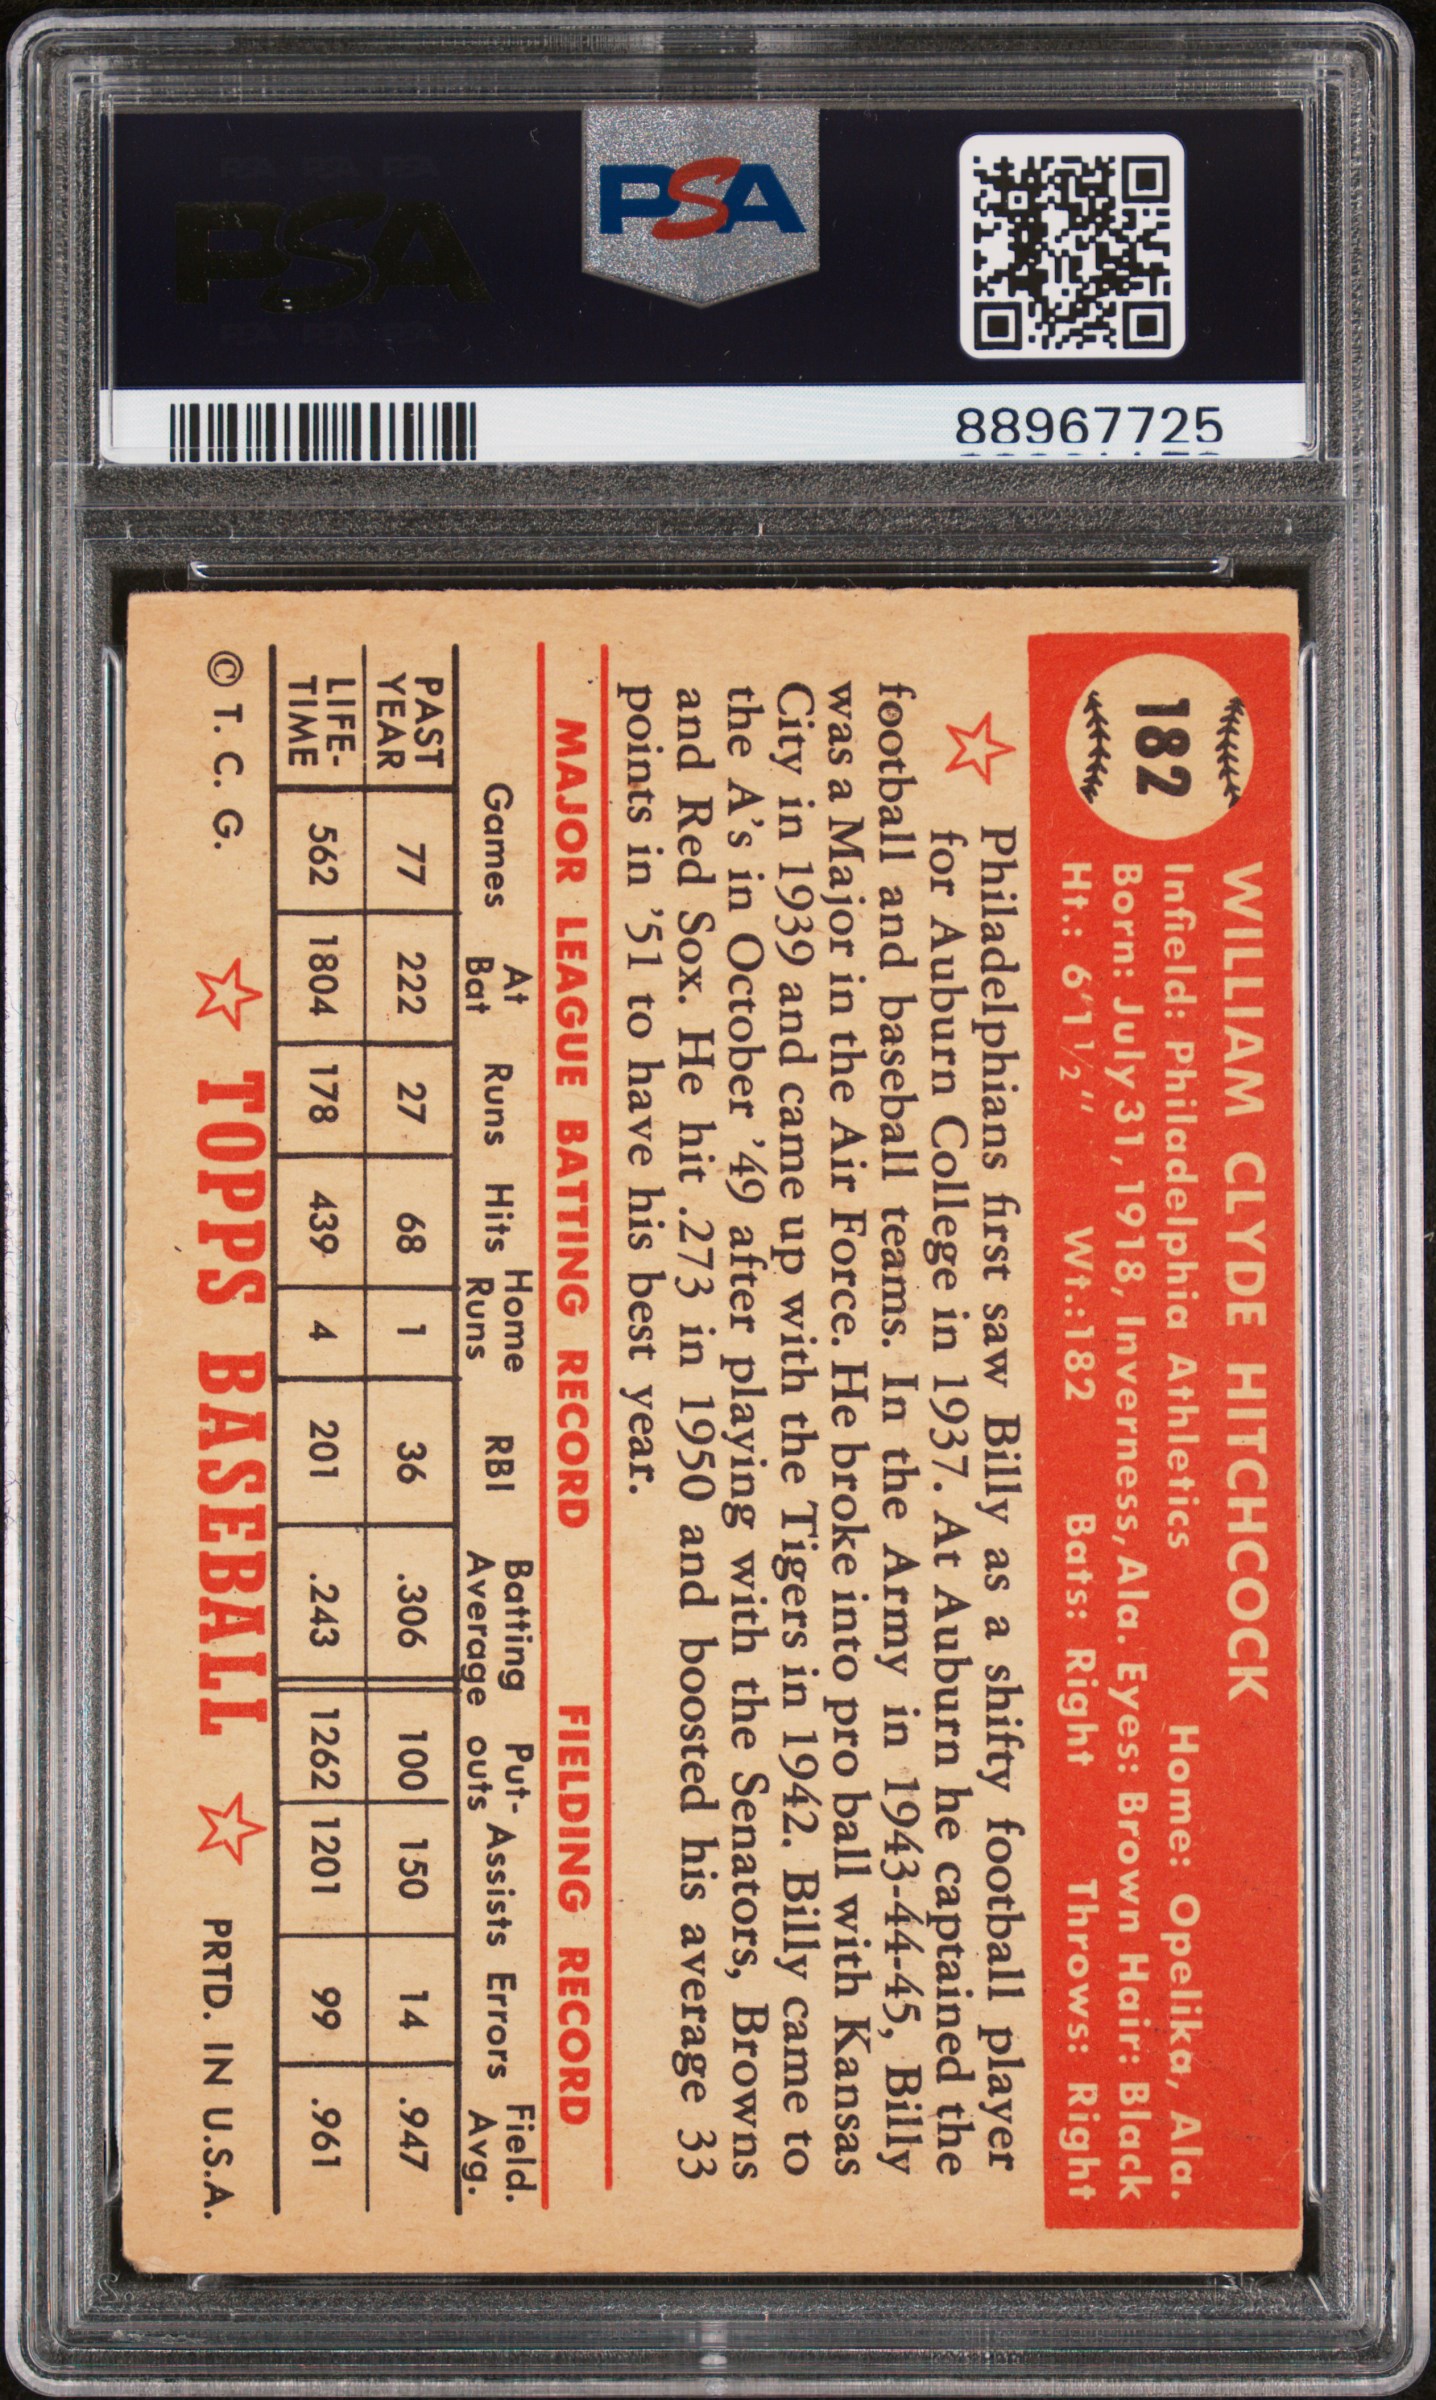 PSA PSA PSA
PSA
PSA PSA PSA
PSA
88967725
182
WILLIAM CLYDE HITCHCOCK
Infield: Philadelphia Athletics Home: Opelika, Ala.
Born: July 31, 1918, Inverness, Ala. Eyes: Brown Hair: Black
Ht.: 6'1½" Wt.: 182 Bats: Right Throws: Right
Philadelphians first saw Billy as a shifty football player
for Auburn College in 1937. At Auburn he captained the
football and baseball teams. In the Army in 1943-44-45, Billy
was a Major in the Air Force. He broke into pro ball with Kansas
City in 1939 and came up with the Tigers in 1942. Billy came to
the A's in October '49 after playing with the Senators, Browns
and Red Sox. He hit .273 in 1950 and boosted his average 33
points in '51 to have his best year.
MAJOR LEAGUE BATTING RECORD FIELDING RECORD
Games At Bat Runs Hits Home Runs RBI Batting Average Put-outs Assists Errors Field. Avg.
PAST YEAR 77 222 27 68 1 36 .306 100 150 14 .947
LIFE-TIME 562 1804 178 439 4 201 .243 1262 1201 99 .961
© T. C. G. TOPPS BASEBALL PRTD. IN U.S.A.